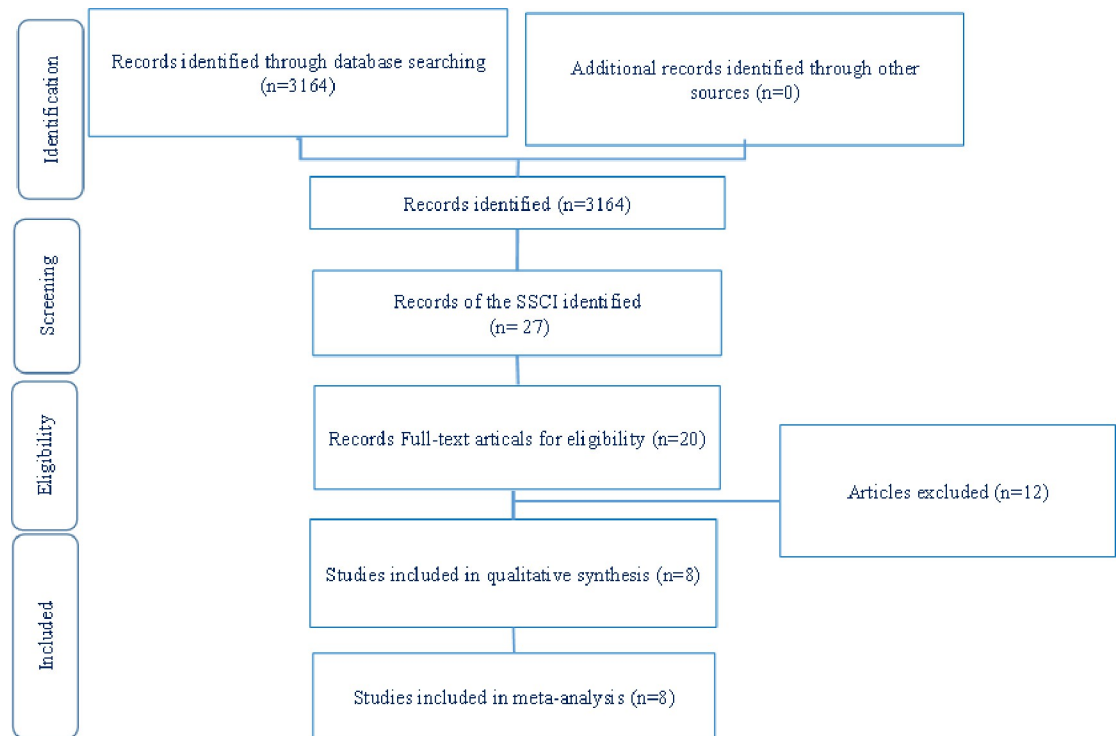 Identification
Records identified through database searching
(n=3164)
Additional records identified through other
sources (n=0)
Records identified (n=3164)
Screening
Records of the SSCI identified
(n= 27)
Eligibility
Records Full-text articals for eligibility (n=20)
Articles excluded (n=12)
Included
Studies included in qualitative synthesis (n=8)
Studies included in meta-analysis (n=8)